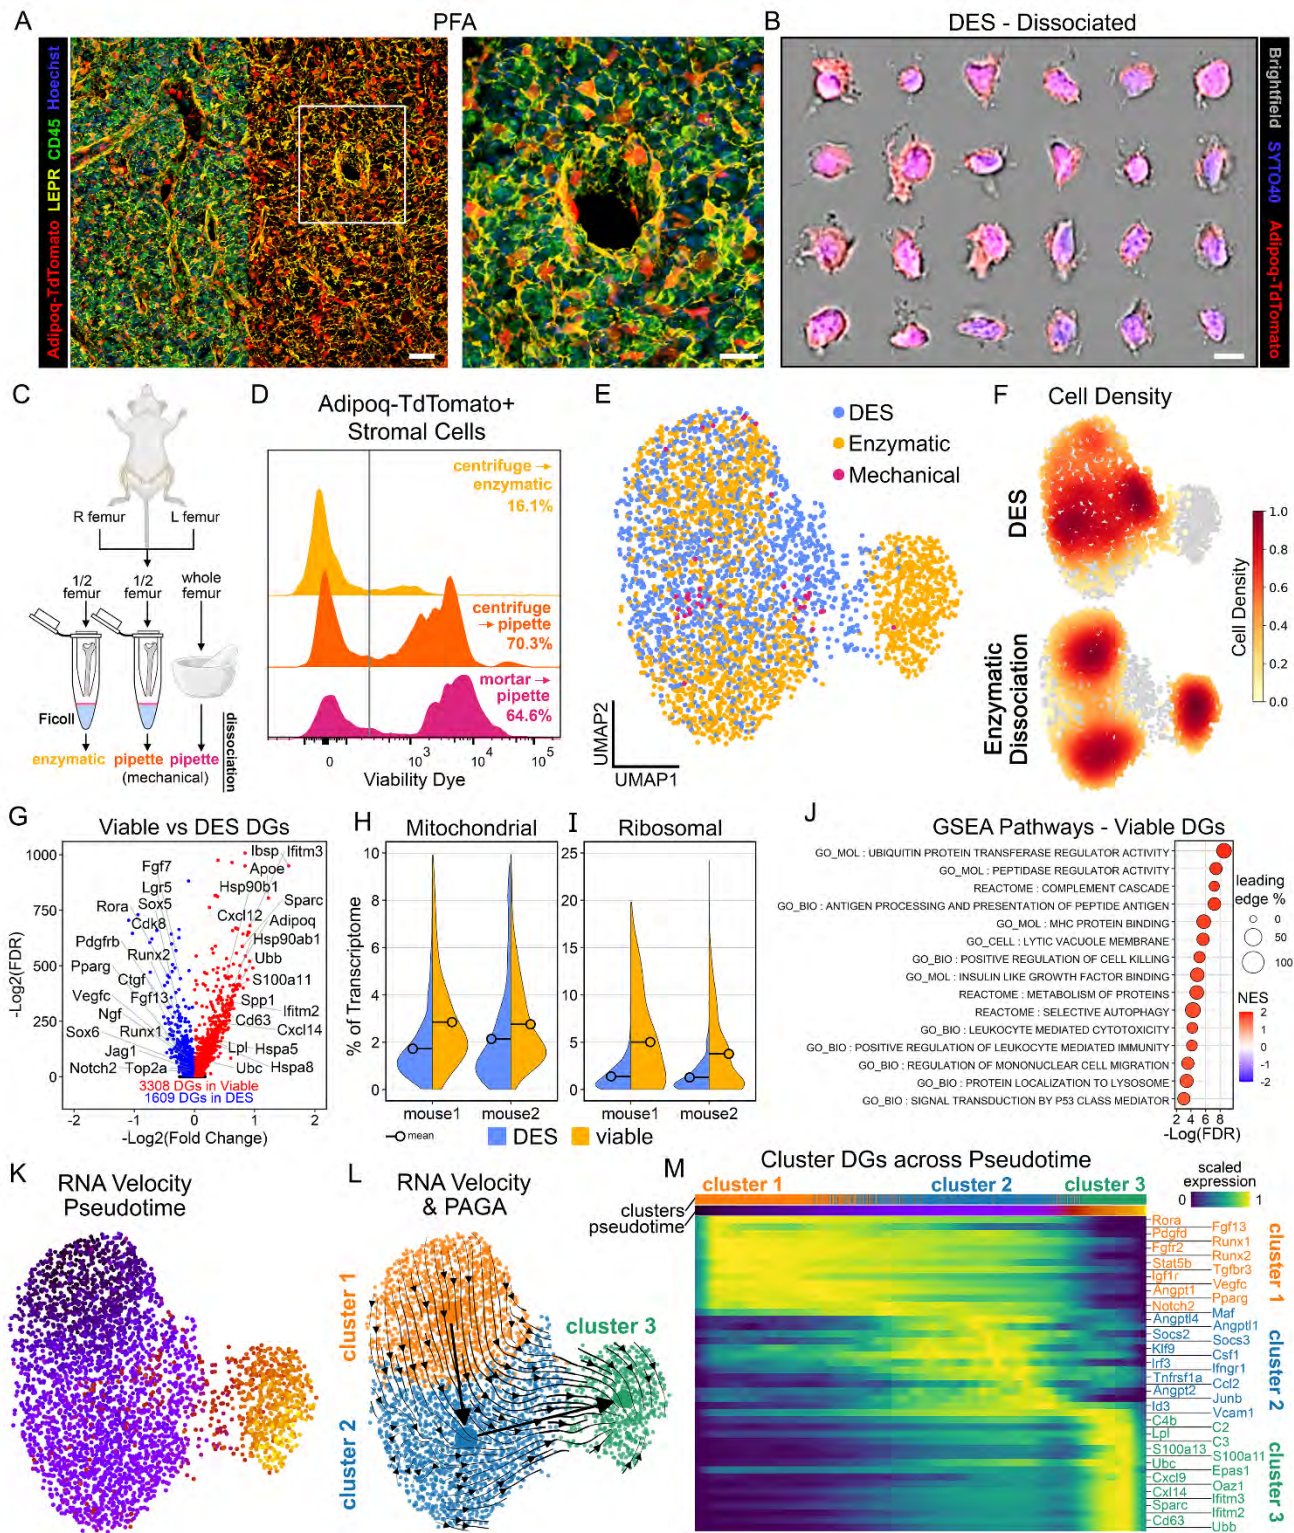 A
PFA
Adipoq-TdTomato LEPR CD45 Hoechst
B
DES - Dissociated
Brightfield SYTO40 Adipoq-TdTomato
C
R femur
L femur
1/2
femur
1/2
femur
whole
femur
Ficoll
enzymatic
pipette
pipette
(mechanical)
dissociation
D
Adipoq-TdTomato+
Stromal Cells
centrifuge →
enzymatic
16.1%
centrifuge
→ pipette
70.3%
mortar →
pipette
64.6%
0
10^3
10^4
10^5
Viability Dye
E
DES
Enzymatic
Mechanical
UMAP2
UMAP1
F
Cell Density
DES
Enzymatic
Dissociation
1.0
0.8
0.6
0.4
0.2
0.0
Cell Density
G
Viable vs DES DGs
-Log2(FDR)
1000
750
500
250
0
Fgf7
Lgr5
Sox5
Rora
Cdk8
Pdgfrb
Runx2
Pparg
Ctgf
Fgf13
Vegfc
Ngf
Runx1
Sox6
Jag1
Notch2
Top2a
Ibsp
Ifitm3
Apoe
Hsp90b1
Sparc
Cxcl12
Adipoq
Hsp90ab1
Ubb
S100a11
Spp1
Ifitm2
Cd63
Cxcl14
Lpl
Hspa5
Ubc
Hspa8
3308 DGs in Viable
1609 DGs in DES
-2
-1
0
1
2
-Log2(Fold Change)
H
Mitochondrial
% of Transcriptome
10
8
6
4
2
0
mouse1
mouse2
I
Ribosomal
25
20
15
10
5
0
mouse1
mouse2
mean
DES
viable
J
GSEA Pathways - Viable DGs
GO_MOL : UBIQUITIN PROTEIN TRANSFERASE REGULATOR ACTIVITY
GO_MOL : PEPTIDASE REGULATOR ACTIVITY
REACTOME : COMPLEMENT CASCADE
GO_BIO : ANTIGEN PROCESSING AND PRESENTATION OF PEPTIDE ANTIGEN
GO_MOL : MHC PROTEIN BINDING
GO_CELL : LYTIC VACUOLE MEMBRANE
GO_BIO : POSITIVE REGULATION OF CELL KILLING
GO_MOL : INSULIN LIKE GROWTH FACTOR BINDING
REACTOME : METABOLISM OF PROTEINS
REACTOME : SELECTIVE AUTOPHAGY
GO_BIO : LEUKOCYTE MEDIATED CYTOTOXICITY
GO_BIO : POSITIVE REGULATION OF LEUKOCYTE MEDIATED IMMUNITY
GO_BIO : REGULATION OF MONONUCLEAR CELL MIGRATION
GO_BIO : PROTEIN LOCALIZATION TO LYSOSOME
GO_BIO : SIGNAL TRANSDUCTION BY P53 CLASS MEDIATOR
2 4 6 8
-Log(FDR)
leading
edge %
0
50
100
NES
2
1
0
-1
-2
K
RNA Velocity
Pseudotime
L
RNA Velocity
& PAGA
cluster 1
cluster 2
cluster 3
M
Cluster DGs across Pseudotime
cluster 1
cluster 2
cluster 3
clusters
pseudotime
scaled
expression
0
1
Rora
Fgf13
Pdgfd
Runx1
Fgfr2
Runx2
Stat5b
Tgfbr3
Igf1r
Vegfc
Angpt1
Pparg
Notch2
Maf
Angptl4
Angptl1
Socs2
Socs3
Klf9
Csf1
Irf3
Ifngr1
Tnfrsf1a
Ccl2
Angpt2
Junb
Id3
Vcam1
C4b
C2
Lpl
C3
S100a13
S100a11
Ubc
Epas1
Cxcl9
Oaz1
Cxl14
Ifitm3
Sparc
Ifitm2
Cd63
Ubb
cluster 1
cluster 2
cluster 3